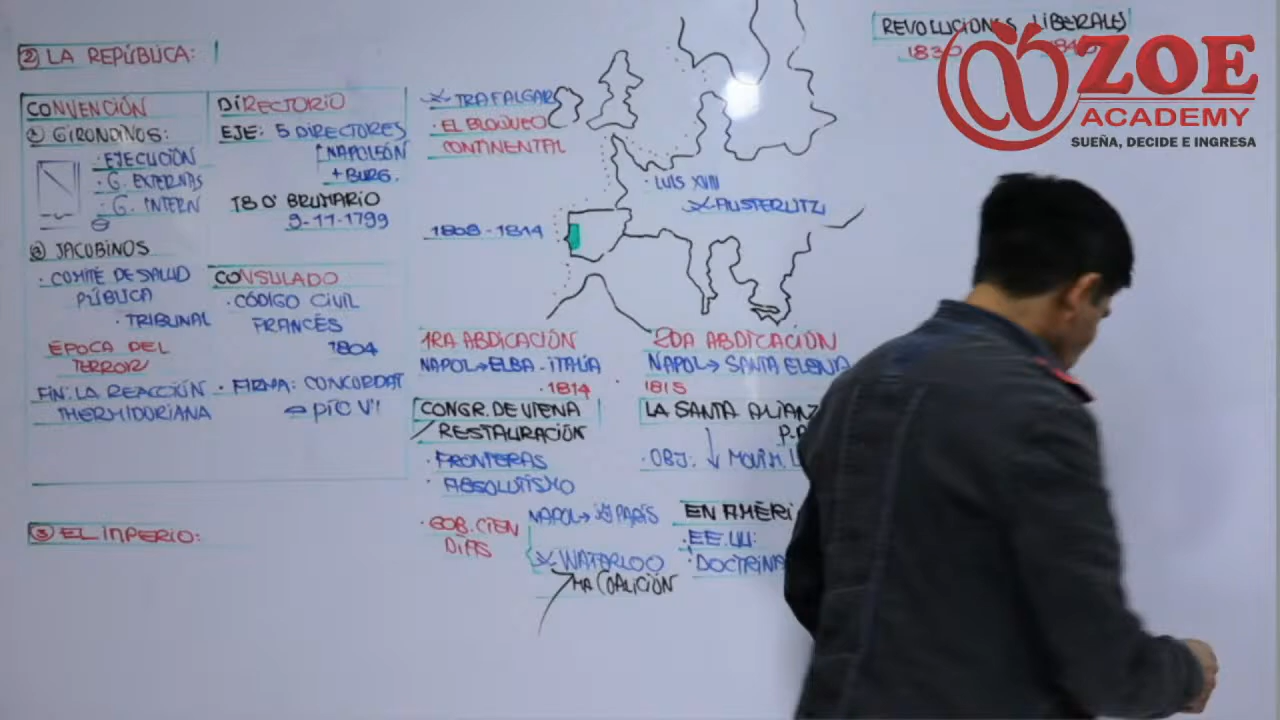 ② LA REPÚBLICA:
CONVENCIÓN
① GIRONDINOS:
· EJECUCIÓN
· G. EXTERNAS
· G. INTERN
② JACOBINOS
· COMITÉ DE SALUD
PÚBLICA
· TRIBUNAL
ÉPOCA DEL
TERROR
FIN: LA REACCIÓN
THERMIDORIANA
DIRECTORIO
EJE: 5 DIRECTORES
NAPOLEÓN
+ BURG.
18 0' BRUMARIO
9-11-1799
CONSULADO
· CÓDIGO CIVIL
FRANCÉS
1804
· FIRMA: CONCORDAT
PÍO VII
③ EL INPERIO:
TRAFALGAR
· EL BLOQUEO
CONTINENTAL
1808-1814
· LUIS XVIII
AUSTERLITZ
1RA ABDICACIÓN
NAPOL→ELBA-ITALIA
· 1814
CONGR. DE VIENA
/RESTAURACIÓN
· FRONTERAS
· ABSOLUTISMO
· GOB. CIEN
DÍAS
NAPOL→ PARÍS
WATERLOO
7MA COALICIÓN
2DA ABDICACIÓN
NAPOL→ SANTA ELENA
1815
LA SANTA ALIANZ
· OBJ: ↓ MOVIM. L
EN AMÉRI
· EE.UU:
· DOCTRINA
REVOLUCIONES LIBERALES
1830
ZOE
ACADEMY
SUEÑA, DECIDE E INGRESA